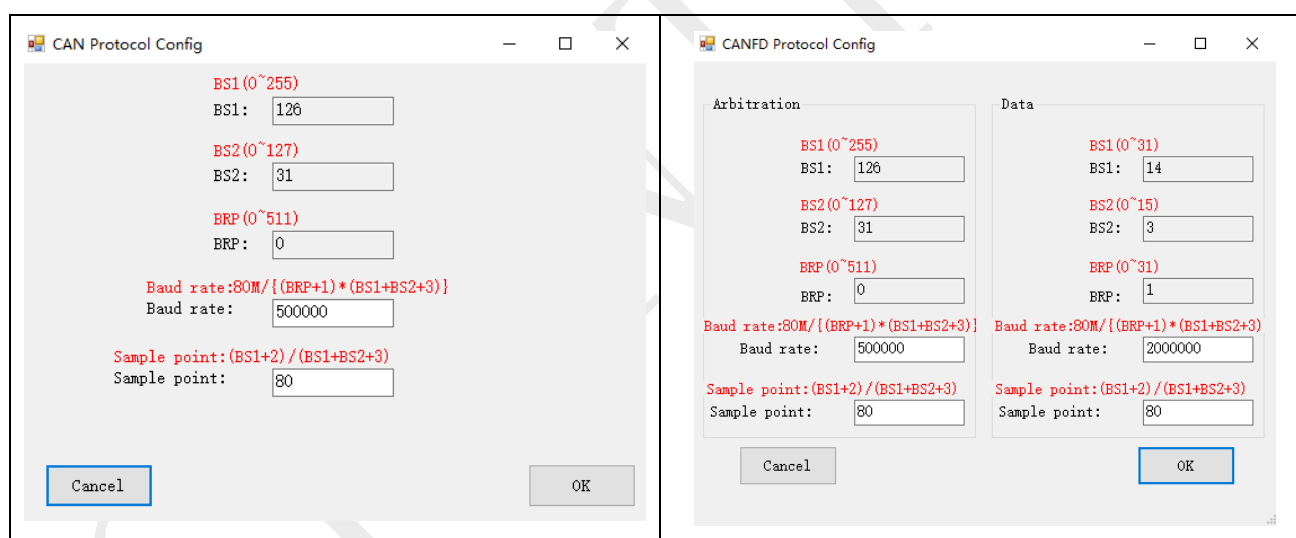 CAN Protocol Config
BS1(0~255)
BS1: 126
BS2(0~127)
BS2: 31
BRP(0~511)
BRP: 0
Baud rate:80M/{(BRP+1)*(BS1+BS2+3)}
Baud rate: 500000
Sample point:(BS1+2)/(BS1+BS2+3)
Sample point: 80
Cancel OK
CANFD Protocol Config
Arbitration
BS1(0~255)
BS1: 126
BS2(0~127)
BS2: 31
BRP(0~511)
BRP: 0
Baud rate:80M/{(BRP+1)*(BS1+BS2+3)}
Baud rate: 500000
Sample point:(BS1+2)/(BS1+BS2+3)
Sample point: 80
Data
BS1(0~31)
BS1: 14
BS2(0~15)
BS2: 3
BRP(0~31)
BRP: 1
Baud rate:80M/{(BRP+1)*(BS1+BS2+3)
Baud rate: 2000000
Sample point:(BS1+2)/(BS1+BS2+3)
Sample point: 80
Cancel OK